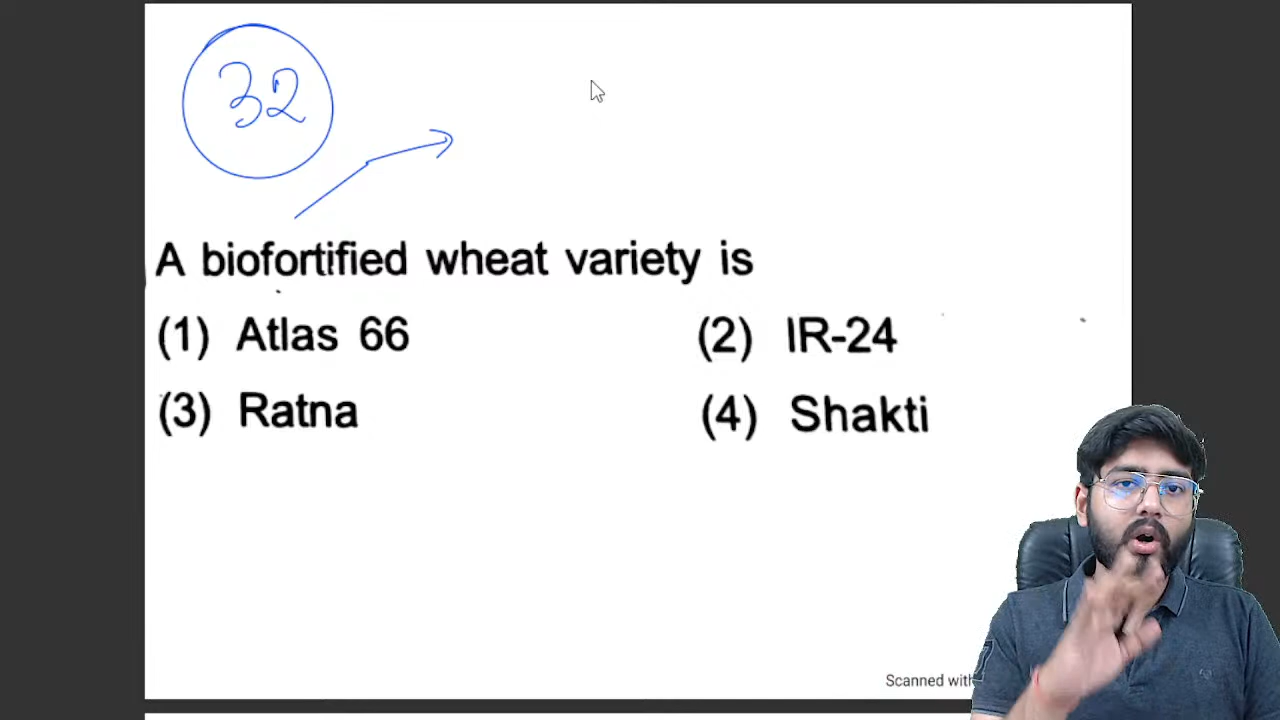 32
A biofortified wheat variety is
(1) Atlas 66
(2) IR-24
(3) Ratna
(4) Shakti
Scanned with